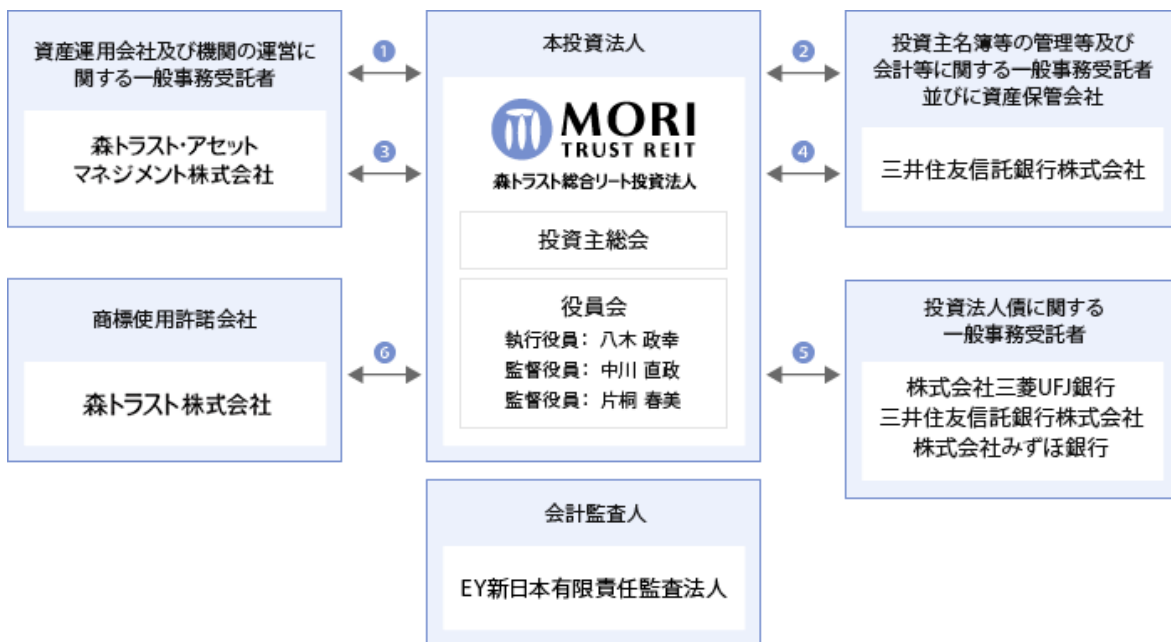 資産運用会社及び機関の運営に
関する一般事務受託者
森トラスト・アセット
マネジメント株式会社
1
3
本投資法人
MORI
TRUST REIT
森トラスト総合リート投資法人
投資主総会
役員会
執行役員： 八木 政幸
監督役員： 中川 直政
監督役員： 片桐 春美
2
4
投資主名簿等の管理等及び
会計等に関する一般事務受託者
並びに資産保管会社
三井住友信託銀行株式会社
商標使用許諾会社
森トラスト株式会社
6
5
投資法人債に関する
一般事務受託者
株式会社三菱UFJ銀行
三井住友信託銀行株式会社
株式会社みずほ銀行
会計監査人
EY新日本有限責任監査法人